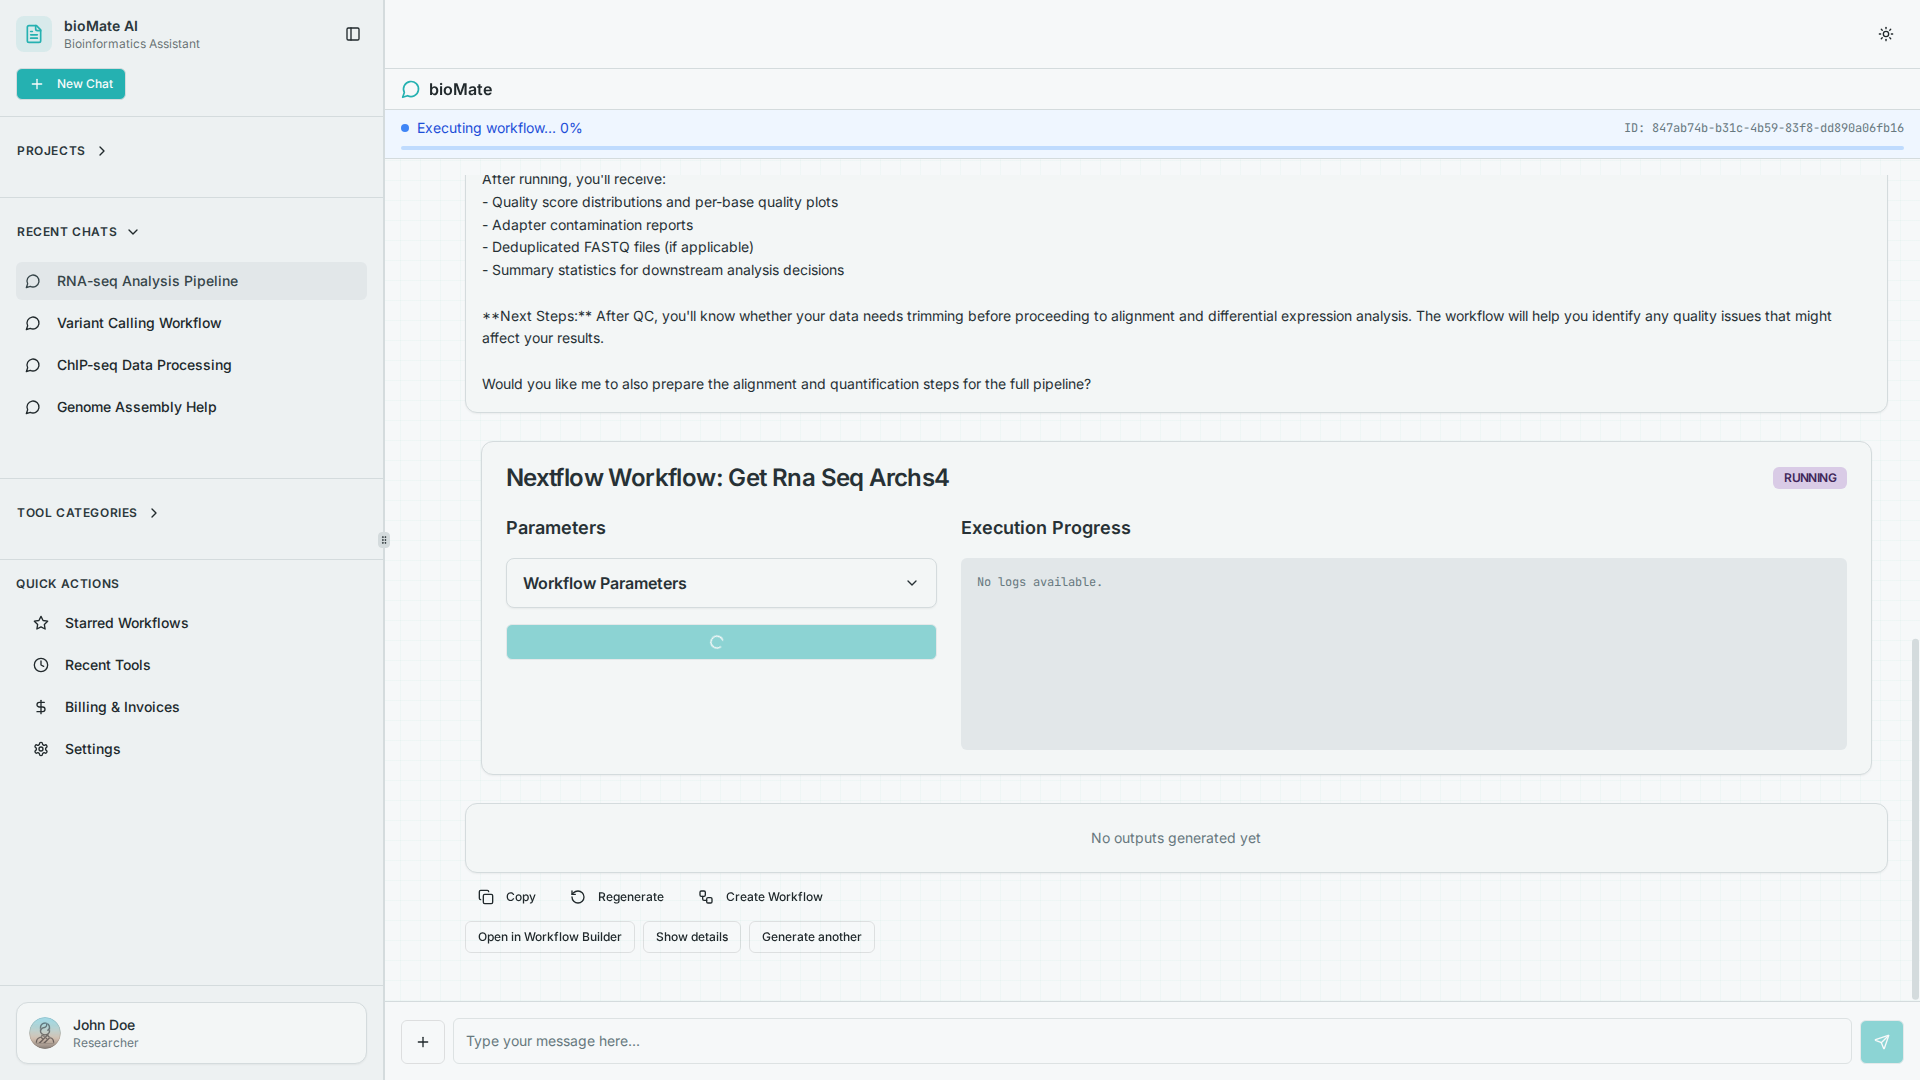 bioMate AI
Bioinformatics Assistant
New Chat
PROJECTS
RECENT CHATS
RNA-seq Analysis Pipeline
Variant Calling Workflow
ChIP-seq Data Processing
Genome Assembly Help
TOOL CATEGORIES
QUICK ACTIONS
Starred Workflows
Recent Tools
Billing & Invoices
Settings
John Doe
Researcher
bioMate
Executing workflow... 0%
ID: 847ab74b-b31c-4b59-83f8-dd890a06fb16
After running, you'll receive:
- Quality score distributions and per-base quality plots
- Adapter contamination reports
- Deduplicated FASTQ files (if applicable)
- Summary statistics for downstream analysis decisions
**Next Steps:** After QC, you'll know whether your data needs trimming before proceeding to alignment and differential expression analysis. The workflow will help you identify any quality issues that might
affect your results.
Would you like me to also prepare the alignment and quantification steps for the full pipeline?
Nextflow Workflow: Get Rna Seq Archs4
RUNNING
Parameters
Workflow Parameters
Execution Progress
No logs available.
No outputs generated yet
Copy
Regenerate
Create Workflow
Open in Workflow Builder
Show details
Generate another
Type your message here...